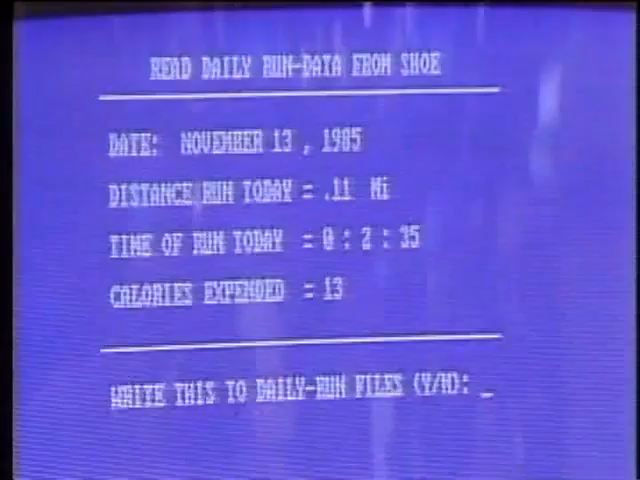 READ DAILY RUN-DATA FROM SHOE
DATE: NOVEMBER 13 , 1985
DISTANCE RUN TODAY = .11 Mi
TIME OF RUN TODAY = 0 : 2 : 35
CALORIES EXPENDED = 13
WRITE THIS TO DAILY-RUN FILES (Y/N): _